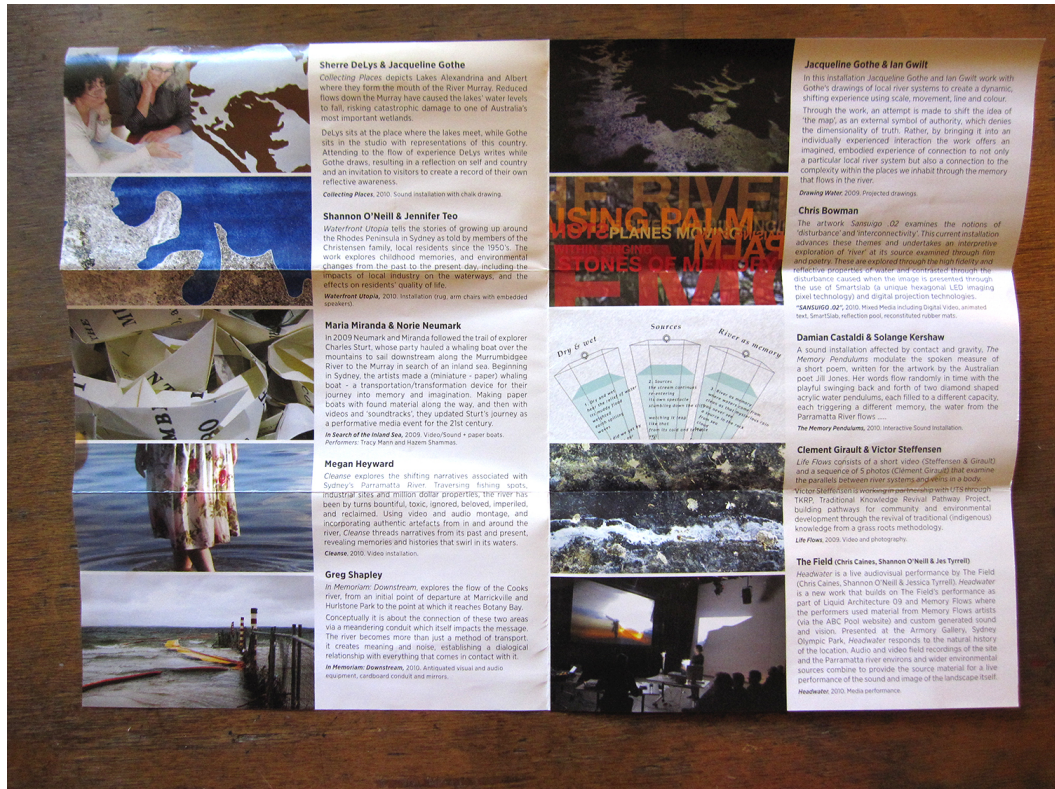 Sherre DeLys & Jacqueline Gothe
Collecting Places depicts Lakes Alexandrina and Albert
where they form the mouth of the River Murray. Reduced
flows down the Murray have caused the lakes' water levels
to fall, risking catastrophic damage to one of Australia's
most important wetlands.
DeLys sits at the place where the lakes meet, while Gothe
sits in the studio with representations of this country.
Attending to the flow of experience DeLys writes while
Gothe draws, resulting in a reflection on self and country
and an invitation to visitors to create a record of their own
reflective awareness.
Collecting Places, 2010. Sound installation with chalk drawing.
Shannon O'Neill & Jennifer Teo
Waterfront Utopia tells the stories of growing up around
the Rhodes Peninsula in Sydney as told by members of the
Christensen family, local residents since the 1950's. The
work explores childhood memories, and environmental
changes from the past to the present day, including the
impacts of local industry on the waterways, and the
effects on residents' quality of life.
Waterfront Utopia, 2010. Installation (rug, arm chairs with embedded
speakers).
Maria Miranda & Norie Neumark
In 2009 Neumark and Miranda followed the trail of explorer
Charles Sturt, whose party hauled a whaling boat over the
mountains to sail downstream along the Murrumbidgee
River to the Murray in search of an inland sea. Beginning
in Sydney, the artists made a (miniature - paper) whaling
boat - a transportation/transformation device for their
journey into memory and imagination. Making paper
boats with found material along the way, and then with
videos and 'soundtracks', they updated Sturt's journey as
a performative media event for the 21st century.
In Search of the Inland Sea, 2009. Video/Sound + paper boats.
Performers: Tracy Mann and Hazem Shammas.
Megan Heyward
Cleanse explores the shifting narratives associated with
Sydney's Parramatta River. Traversing fishing spots,
industrial sites and million dollar properties, the river has
been by turns bountiful, toxic, ignored, beloved, imperiled,
and reclaimed. Using video and audio montage, and
incorporating authentic artefacts from in and around the
river, Cleanse threads narratives from its past and present,
revealing memories and histories that swirl in its waters.
Cleanse, 2010. Video installation.
Greg Shapley
In Memoriam: Downstream, explores the flow of the Cooks
river, from an initial point of departure at Marrickville and
Hurlstone Park to the point at which it reaches Botany Bay.
Conceptually it is about the connection of these two areas
via a meandering conduit which itself impacts the message.
The river becomes more than just a method of transport.
It creates meaning and noise, establishing a dialogical
relationship with everything that comes in contact with it.
In Memoriam: Downstream, 2010. Antiquated visual and audio
equipment, cardboard conduit and mirrors.
THE RIVER
SING PALM
PLANES MOVING
WITHIN SINGING
STONES OF MEMORY
Dry & wet
Sources
River as memory
Jacqueline Gothe & Ian Gwilt
In this installation Jacqueline Gothe and Ian Gwilt work with
Gothe's drawings of local river systems to create a dynamic,
shifting experience using scale, movement, line and colour.
Through the work, an attempt is made to shift the idea of
'the map', as an external symbol of authority, which denies
the dimensionality of truth. Rather, by bringing it into an
individually experienced interaction the work offers an
imagined, embodied experience of connection to not only
a particular local river system but also a connection to the
complexity within the places we inhabit through the memory
that flows in the river.
Drawing Water, 2009. Projected drawings.
Chris Bowman
The artwork Sansuigo .02 examines the notions of
'disturbance' and 'interconnectivity'. This current installation
advances these themes and undertakes an interpretive
exploration of 'river' at its source examined through film
and poetry. These are explored through the high fidelity and
reflective properties of water and contrasted through the
disturbance caused when the image is presented through
the use of Smartslab (a unique hexagonal LED imaging
pixel technology) and digital projection technologies.
"SANSUIGO .02", 2010. Mixed Media including Digital Video, animated
text, SmartSlab, reflection pool, reconstituted rubber mats.
Damian Castaldi & Solange Kershaw
A sound installation affected by contact and gravity, The
Memory Pendulums modulate the spoken measure of
a short poem, written for the artwork by the Australian
poet Jill Jones. Her words flow randomly in time with the
playful swinging back and forth of two diamond shaped
acrylic water pendulums, each filled to a different capacity,
each triggering a different memory, the water from the
Parramatta River flows ....
The Memory Pendulums, 2010. Interactive Sound Installation.
Clement Girault & Victor Steffensen
Life Flows consists of a short video (Steffensen & Girault)
and a sequence of 5 photos (Clement Girault) that examine
the parallels between river systems and veins in a body.
Victor Steffensen is working in partnership with UTS through
TKRP, Traditional Knowledge Revival Pathway Project,
building pathways for community and environmental
development through the revival of traditional (indigenous)
knowledge from a grass roots methodology.
Life Flows, 2009. Video and photography.
The Field (Chris Caines, Shannon O'Neill & Jes Tyrrell)
Headwater is a live audiovisual performance by The Field
(Chris Caines, Shannon O'Neill & Jessica Tyrrell). Headwater
is a new work that builds on The Field's performance as
part of Liquid Architecture 09 and Memory Flows where
the performers used material from Memory Flows artists
(via the ABC Pool website) and custom generated sound
and vision. Presented at the Armory Gallery, Sydney
Olympic Park, Headwater responds to the natural history
of the location. Audio and video field recordings of the site
and the Parramatta river environs and wider environmental
sources combine to provide the source material for a live
performance of the sound and image of the landscape itself.
Headwater, 2010. Media performance.